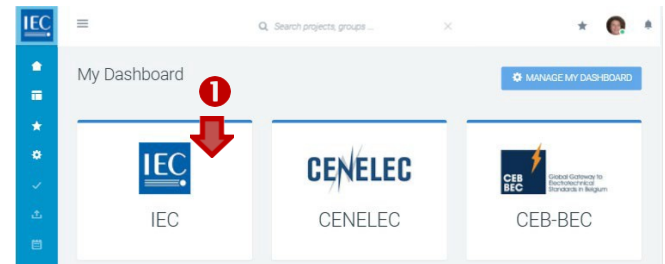 IEC
Search projects, groups ...
My Dashboard
MANAGE MY DASHBOARD
1
IEC
CENELEC
CEB
BEC
Global Gateway to
Electrotechnical
Standards in Belgium
IEC
CENELEC
CEB-BEC